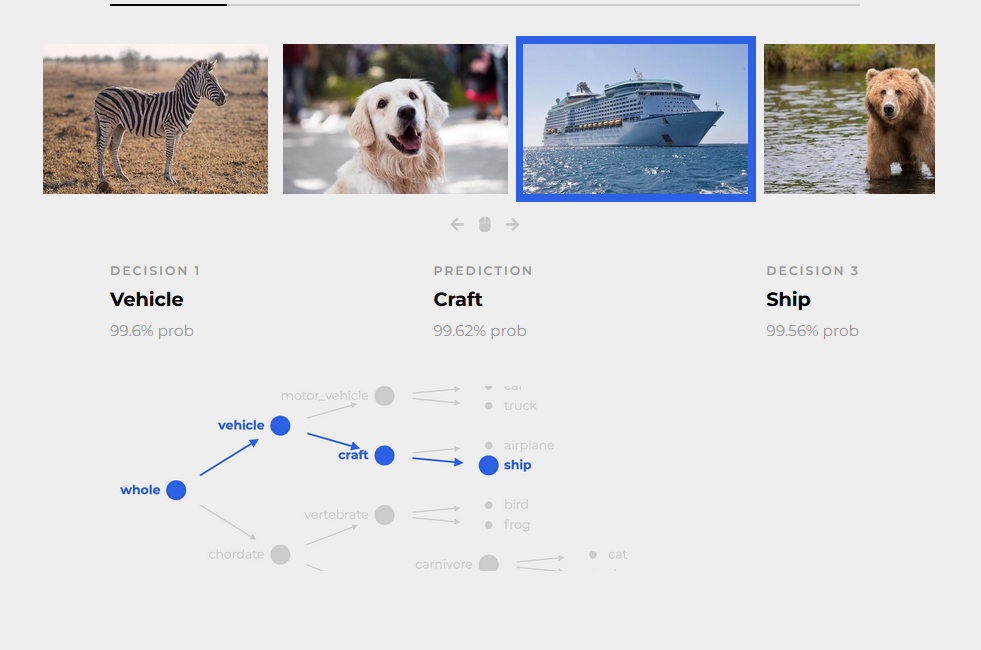 DECISION 1
Vehicle
99.6% prob
PREDICTION
Craft
99.62% prob
DECISION 3
Ship
99.56% prob
motor_vehicle
truck
vehicle
airplane
craft
ship
whole
bird
vertebrate
frog
chordate
cat
carnivore